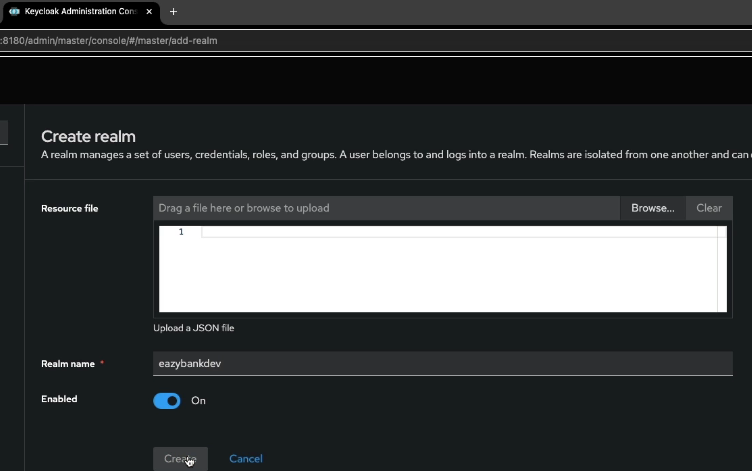 Keycloak Administration Con
:8180/admin/master/console/#/master/add-realm
Create realm
A realm manages a set of users, credentials, roles, and groups. A user belongs to and logs into a realm. Realms are isolated from one another and can
Resource file
Drag a file here or browse to upload
Browse...
Clear
1
Upload a JSON file
Realm name *
eazybankdev
Enabled
On
Create
Cancel